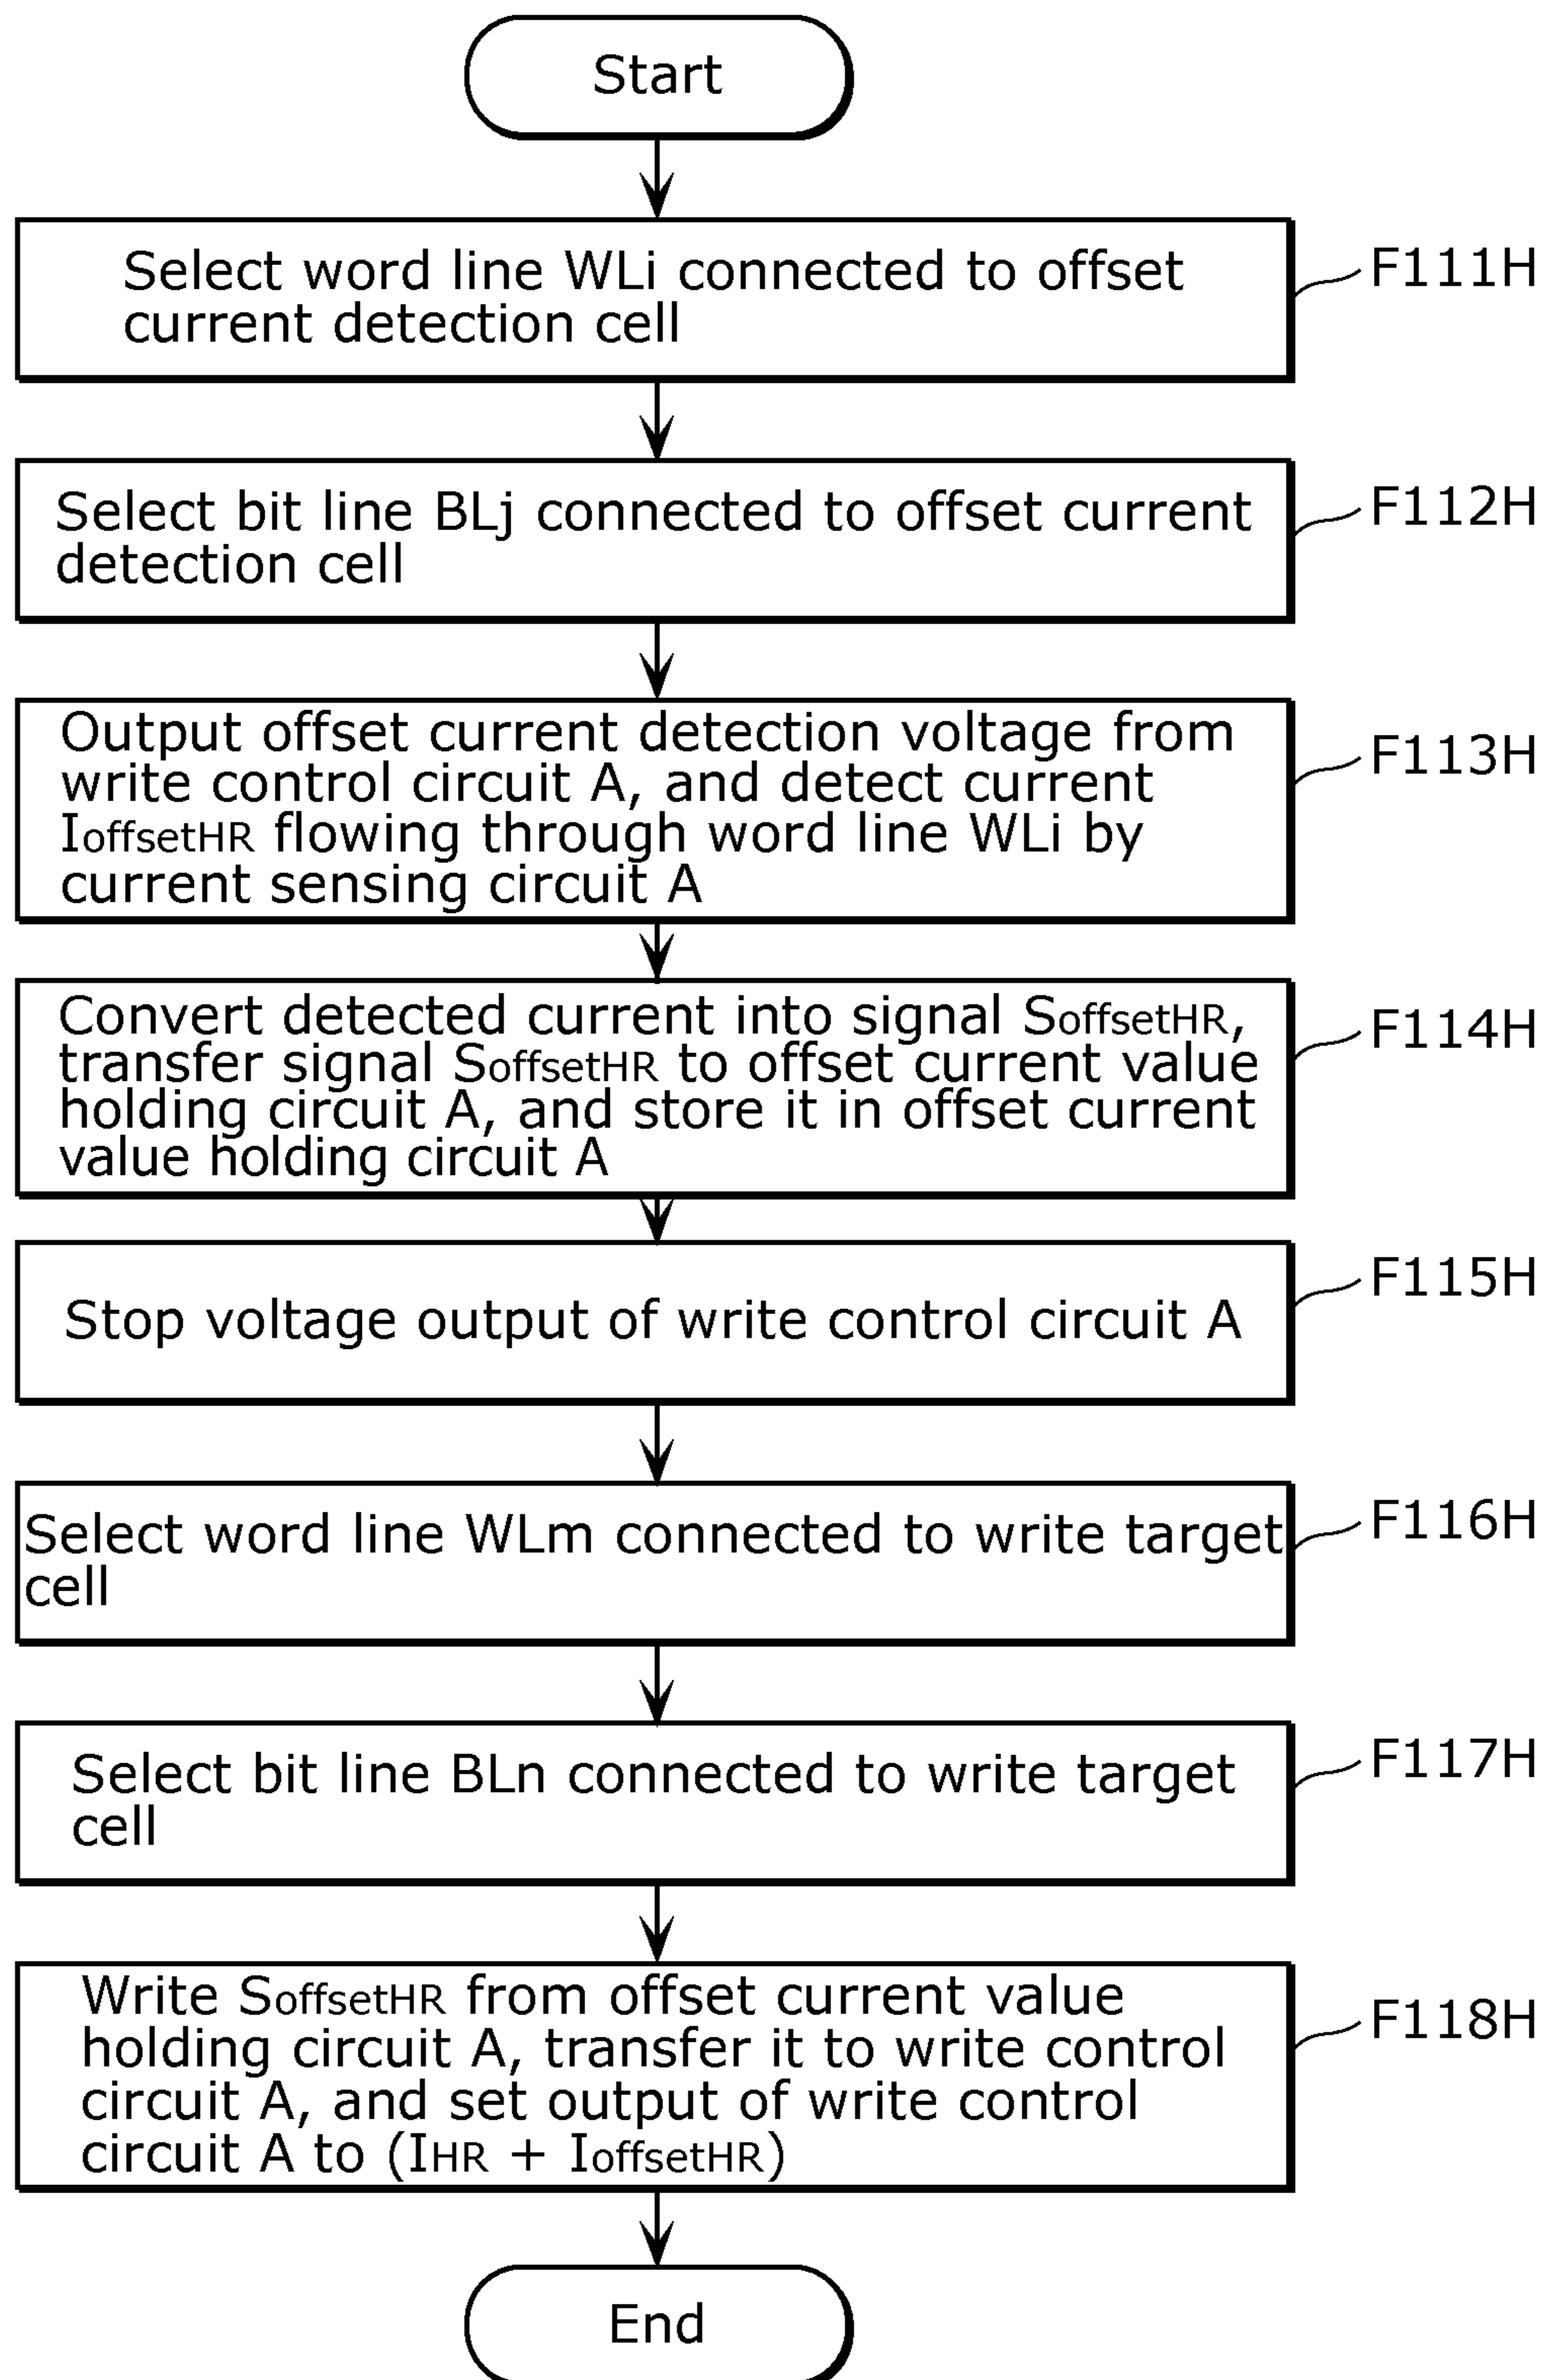 Start
Select word line WLi connected to offset
current detection cell
F111H
Select bit line BLj connected to offset current
detection cell
F112H
Output offset current detection voltage from
write control circuit A, and detect current
IoffsetHR flowing through word line WLi by
current sensing circuit A
F113H
Convert detected current into signal SoffsetHR,
transfer signal SoffsetHR to offset current value
holding circuit A, and store it in offset current
value holding circuit A
F114H
Stop voltage output of write control circuit A
F115H
Select word line WLm connected to write target
cell
F116H
Select bit line BLn connected to write target
cell
F117H
Write SoffsetHR from offset current value
holding circuit A, transfer it to write control
circuit A, and set output of write control
circuit A to (IHR + IoffsetHR)
F118H
End